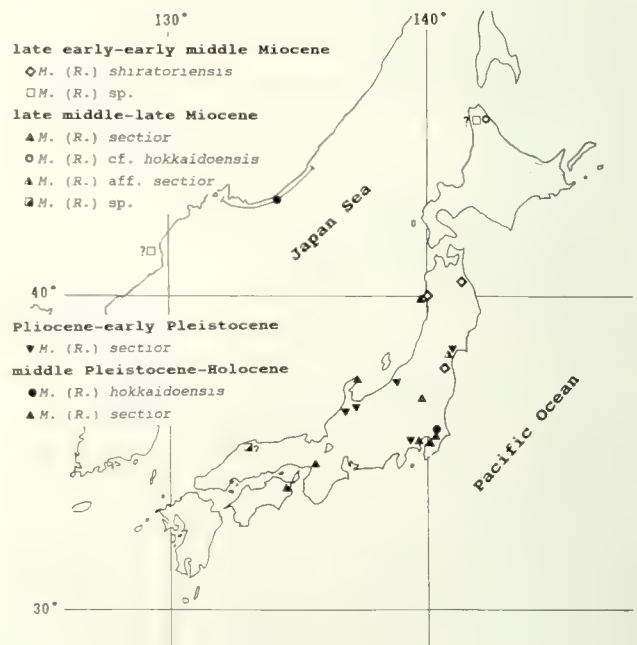 130° 140°
late early-early middle Miocene
M. (R.) shiratoriensis
M. (R.) sp.
late middle-late Miocene
M. (R.) sectior
M. (R.) cf. hokkaidoensis
M. (R.) aff. sectior
M. (R.) sp.
?
Japan Sea
?
40°
Pliocene-early Pleistocene
M. (R.) sectior
middle Pleistocene-Holocene
M. (R.) hokkaidoensis
M. (R.) sectior
?
Pacific Ocean
30°